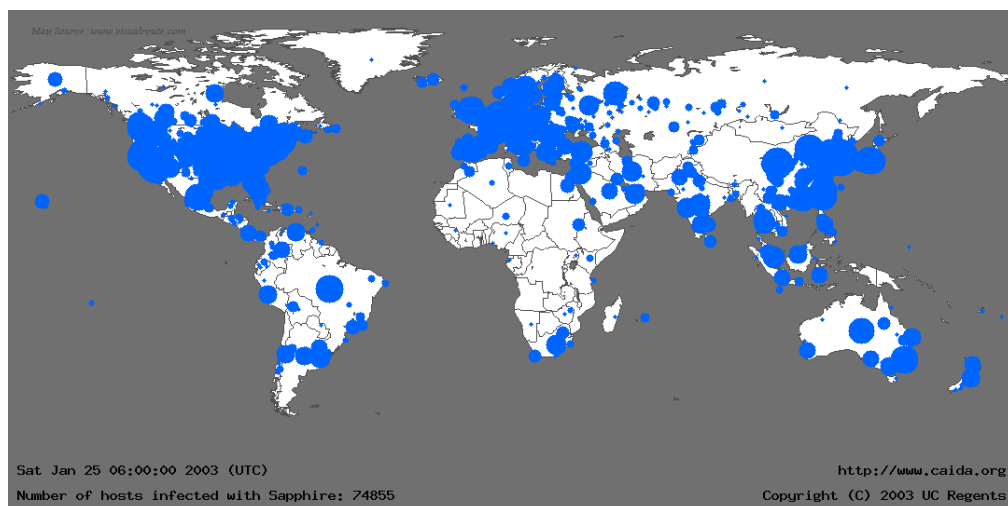 Map Source : www.visualroute.com
Sat Jan 25 06:00:00 2003 (UTC)
http://www.caida.org
Number of hosts infected with Sapphire: 74855
Copyright (C) 2003 UC Regents